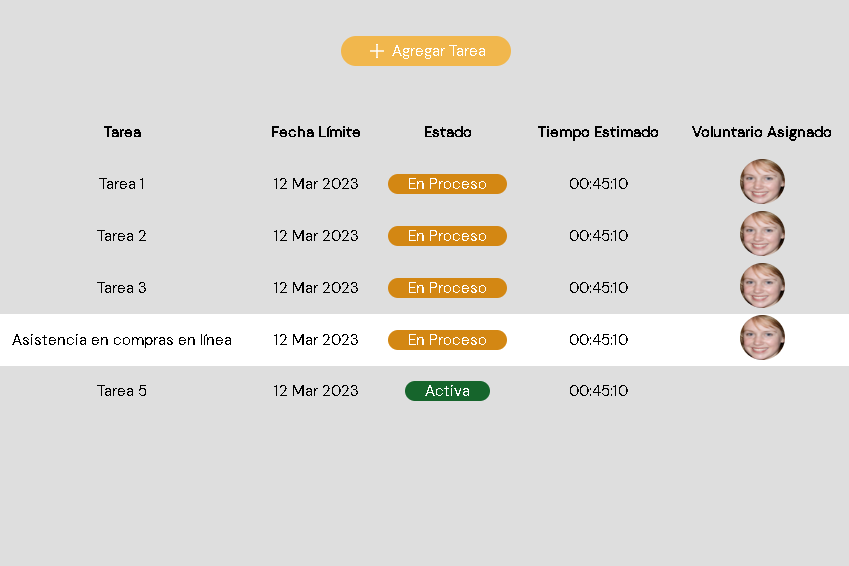 Agregar Tarea
Tarea Fecha Límite Estado Tiempo Estimado Voluntario Asignado
Tarea 1 12 Mar 2023 En Proceso 00:45:10
Tarea 2 12 Mar 2023 En Proceso 00:45:10
Tarea 3 12 Mar 2023 En Proceso 00:45:10
Asistencia en compras en línea 12 Mar 2023 En Proceso 00:45:10
Tarea 5 12 Mar 2023 Activa 00:45:10